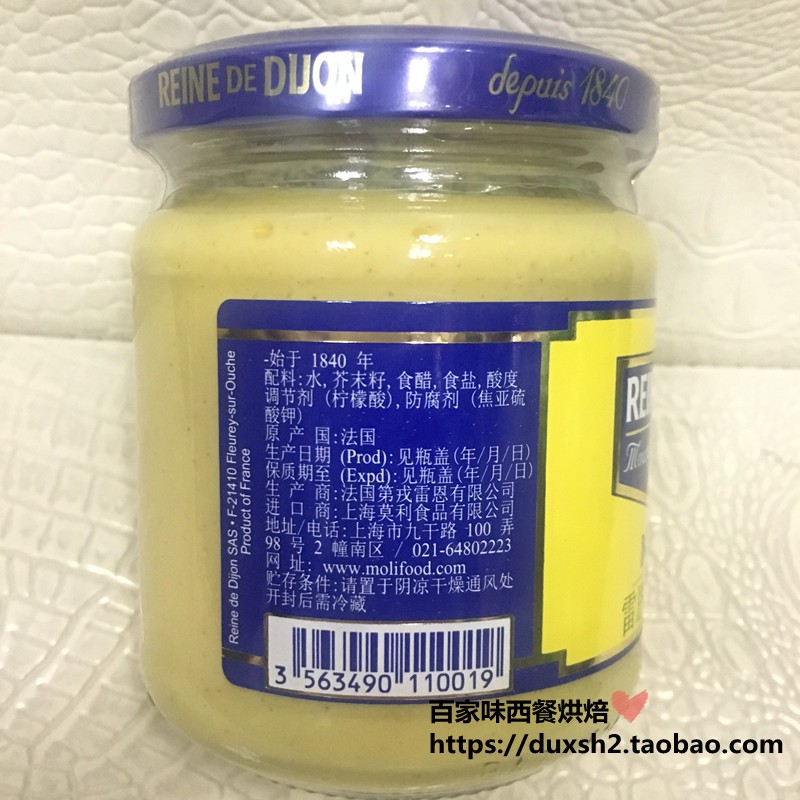 REINE DE DIJON depuis 1840
-始于 1840 年
配料:水,芥末籽,食醋,食盐,酸度
调节剂 (柠檬酸),防腐剂 (焦亚硫
酸钾)
原 产 国:法国
生产日期 (Prod):见瓶盖(年/月/日)
保质期至 (Expd):见瓶盖(年/月/日)
生 产 商:法国第戎雷恩有限公司
进 口 商:上海莫利食品有限公司
地址/电话:上海市九干路 100 弄
98 号 2 幢南区 / 021-64802223
网 址: www.molifood.com
贮存条件:请置于阴凉干燥通风处
开封后需冷藏
Reine de Dijon SAS • F-21410 Fleurey-sur-Ouche
Product of France
3 563490 110019
RE
雷
百家味西餐烘焙❤
https://duxsh2.taobao.com